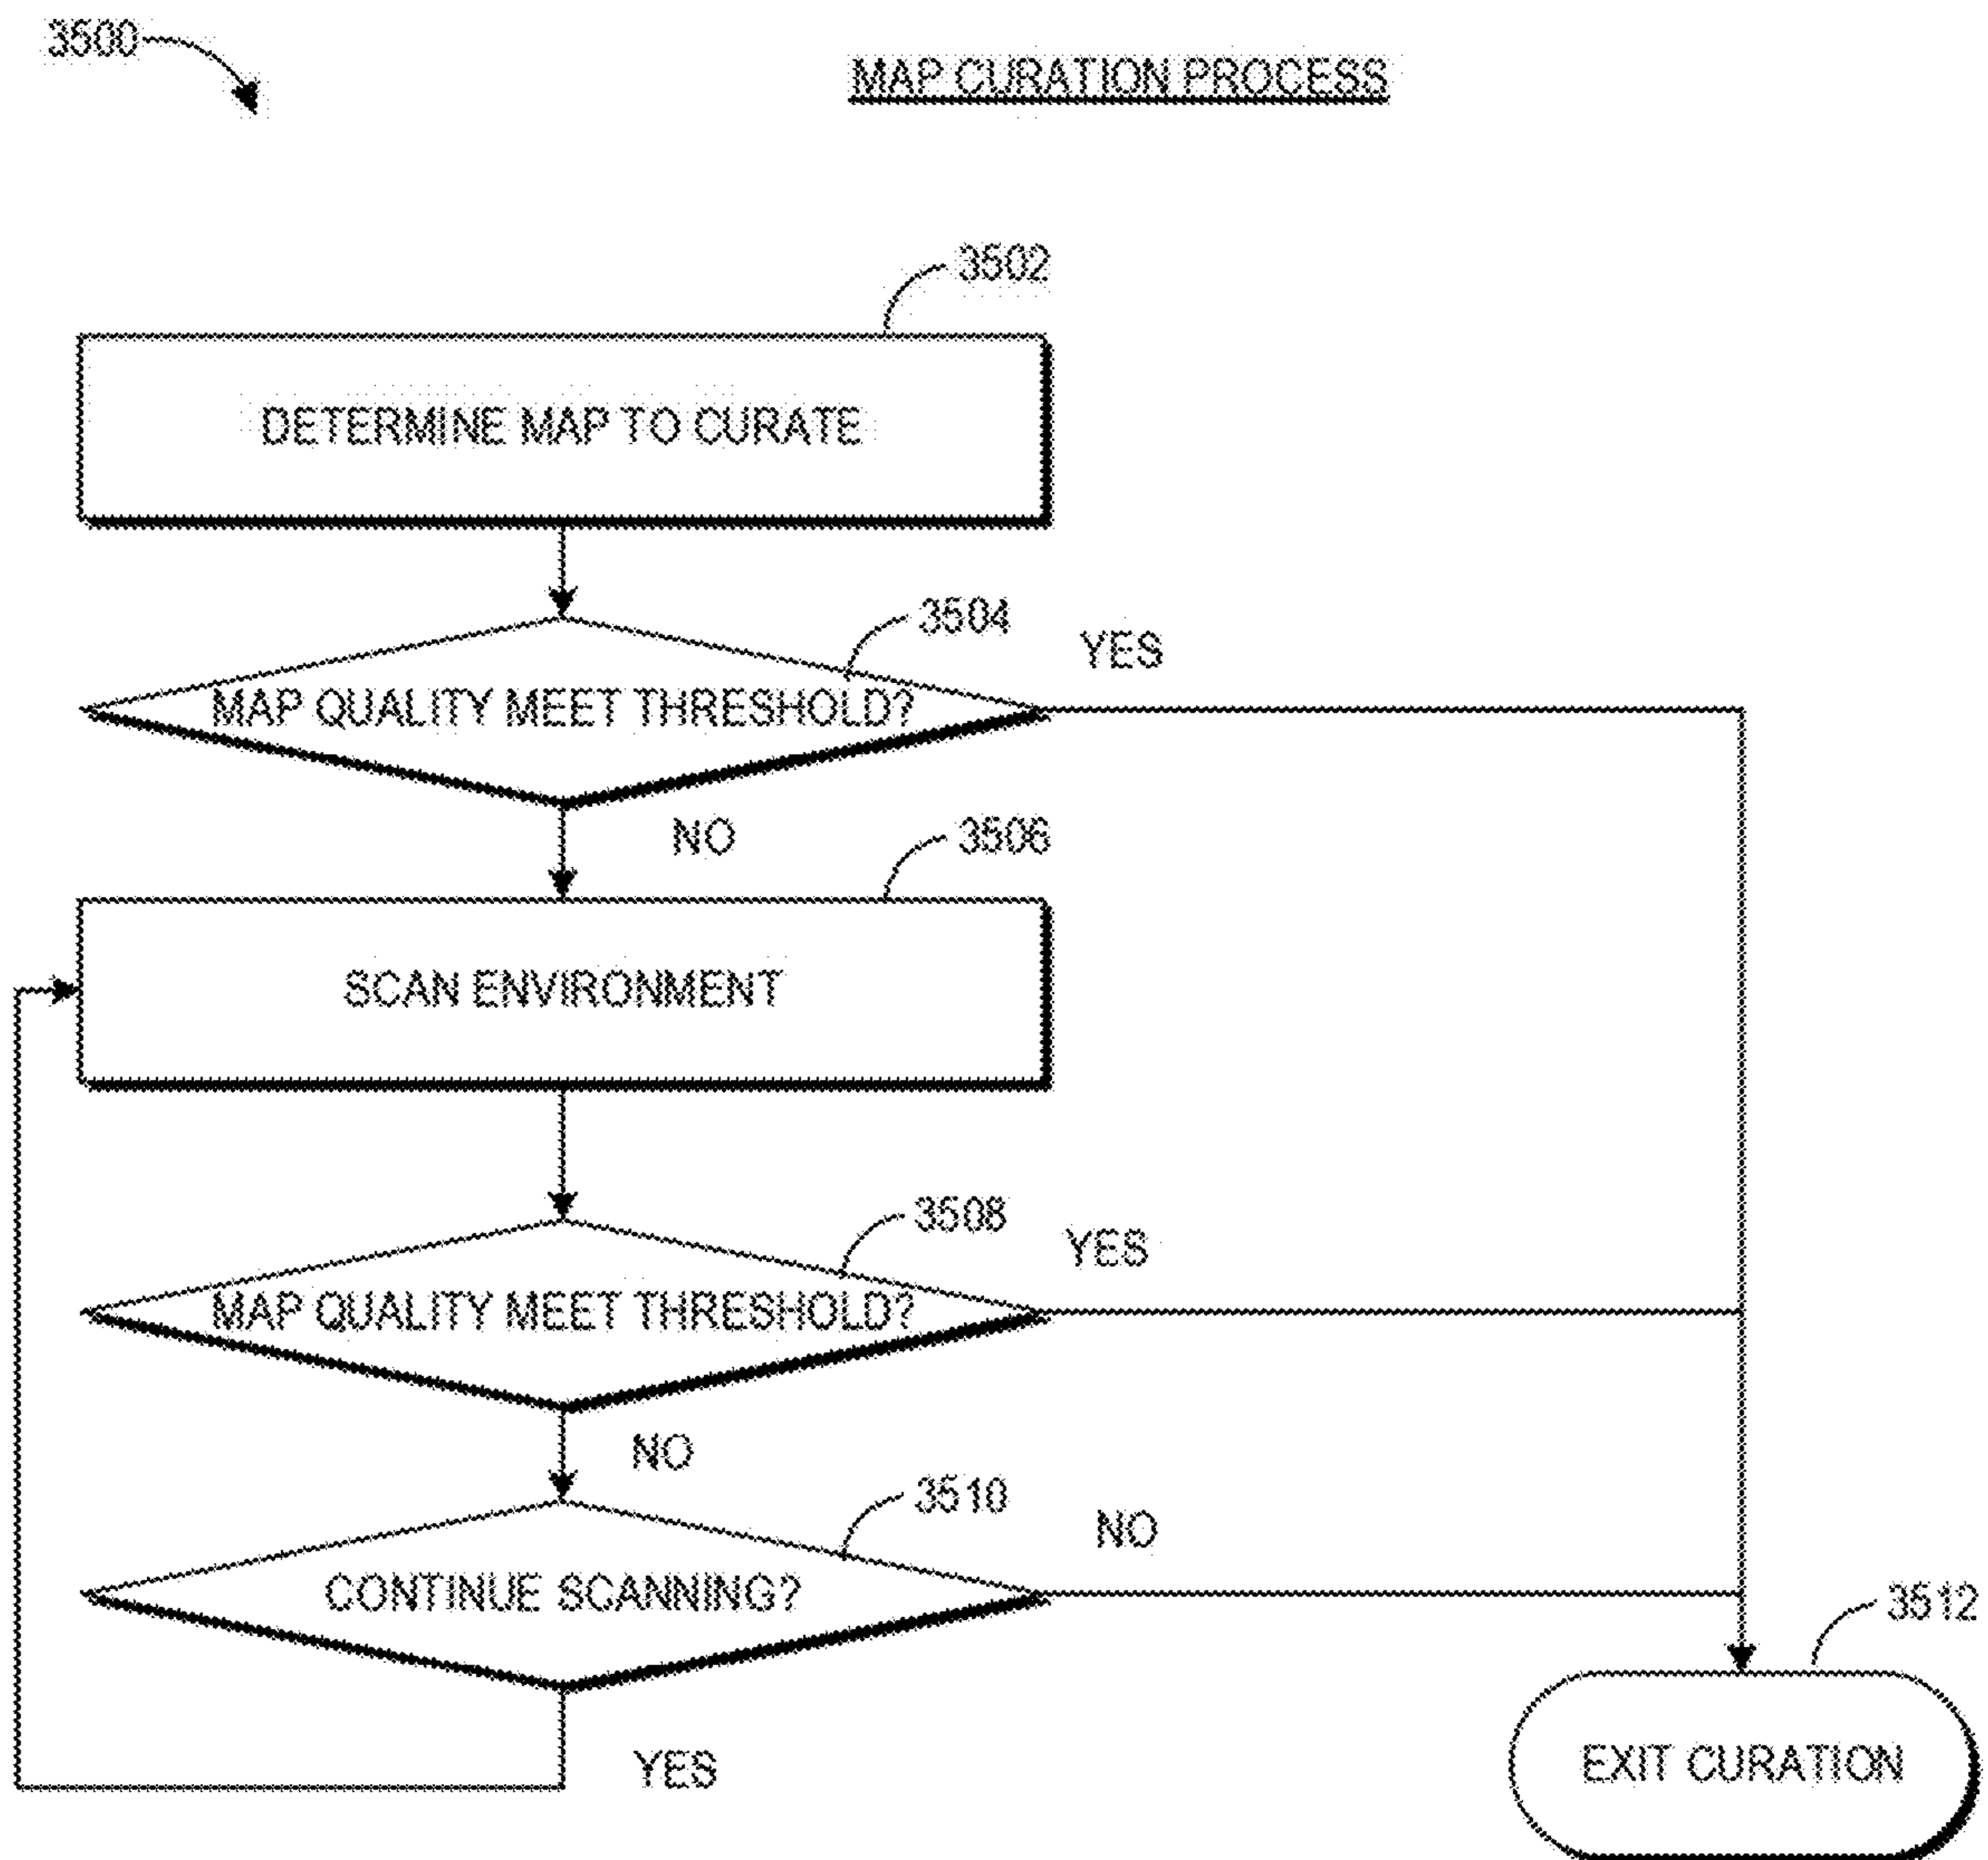 3500
MAP CURATION PROCESS
3502
DETERMINE MAP TO CURATE
3504
YES
MAP QUALITY MEET THRESHOLD?
NO
3506
SCAN ENVIRONMENT
3508
YES
MAP QUALITY MEET THRESHOLD?
NO
3510
NO
CONTINUE SCANNING?
3512
YES
EXIT CURATION